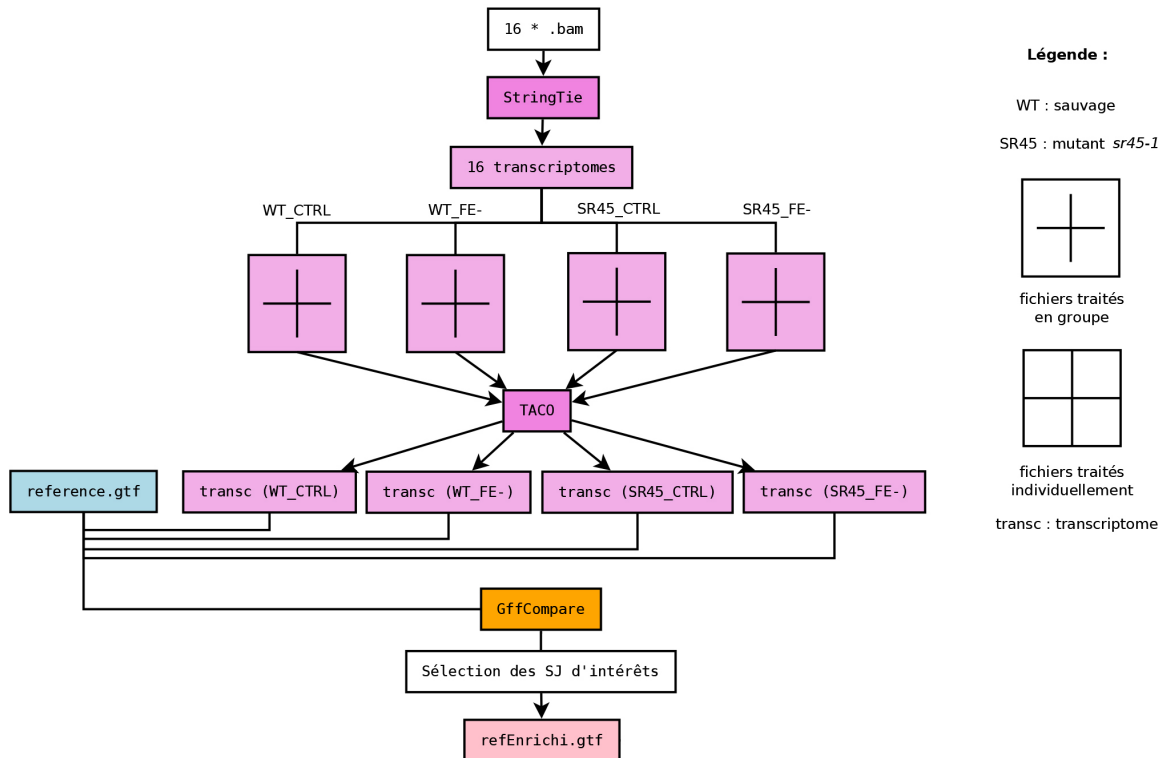 16 * .bam
StringTie
16 transcriptomes
WT_CTRL
WT_FE-
SR45_CTRL
SR45_FE-
TACO
reference.gtf
transc (WT_CTRL)
transc (WT_FE-)
transc (SR45_CTRL)
transc (SR45_FE-)
GffCompare
Sélection des SJ d'intérêts
refEnrichi.gtf
Légende :
WT : sauvage
SR45 : mutant sr45-1
fichiers traités
en groupe
fichiers traités
individuellement
transc : transcriptome